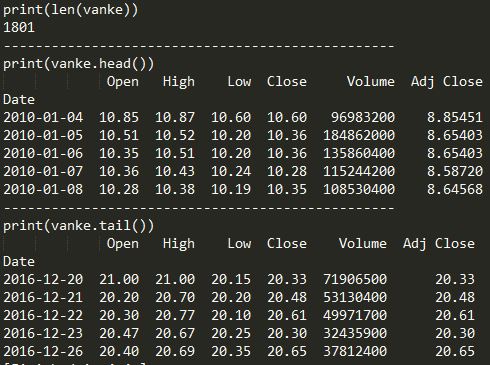 print(len(vanke))
1801
--------------------------------------------------
print(vanke.head())
Open High Low Close Volume Adj Close
Date
2010-01-04 10.85 10.87 10.60 10.60 96983200 8.85451
2010-01-05 10.51 10.52 10.20 10.36 184862000 8.65403
2010-01-06 10.35 10.51 10.20 10.36 135860400 8.65403
2010-01-07 10.36 10.43 10.24 10.28 115244200 8.58720
2010-01-08 10.28 10.38 10.19 10.35 108530400 8.64568
--------------------------------------------------
print(vanke.tail())
Open High Low Close Volume Adj Close
Date
2016-12-20 21.00 21.00 20.15 20.33 71906500 20.33
2016-12-21 20.20 20.70 20.20 20.48 53130400 20.48
2016-12-22 20.30 20.77 20.10 20.61 49971700 20.61
2016-12-23 20.47 20.67 20.25 20.30 32435900 20.30
2016-12-26 20.40 20.69 20.35 20.65 37812400 20.65